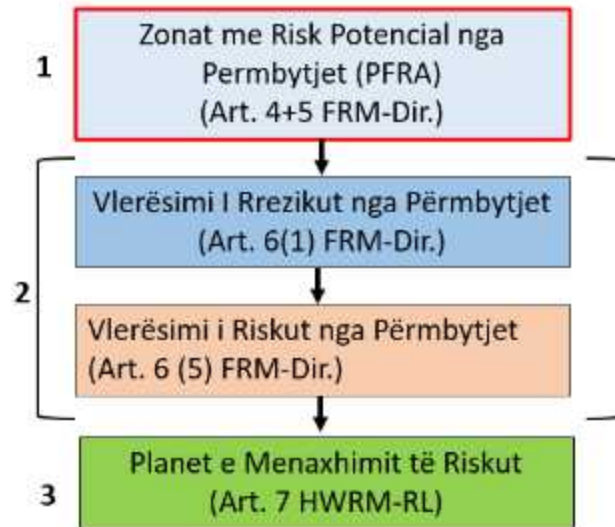 1
Zonat me Risk Potencial nga
Permbytjet (PFRA)
(Art. 4+5 FRM-Dir.)
2
Vlerësimi I Rrezikut nga Përmbytjet
(Art. 6(1) FRM-Dir.)
Vlerësimi i Riskut nga Përmbytjet
(Art. 6 (5) FRM-Dir.)
3
Planet e Menaxhimit të Riskut
(Art. 7 HWRM-RL)